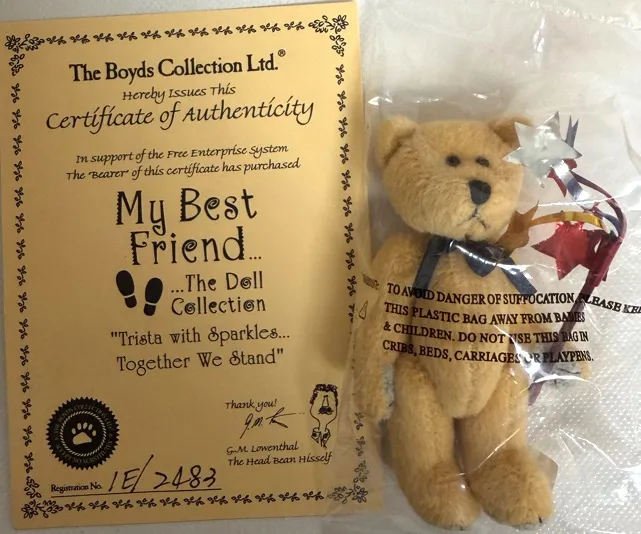 The Boyds Collection Ltd.®
Hereby Issues This
Certificate of Authenticity
In support of the Free Enterprise System
The "Bearer" of this certificate has purchased
My Best
Friend...
...The Doll
Collection
"Trista with Sparkles...
Together We Stand"
Thank you!
G.M. Lowenthal
The Head Bean Hisself
Registration No. 1E/2483
TO AVOID DANGER OF SUFFOCATION, PLEASE KE
THIS PLASTIC BAG AWAY FROM BABIES
& CHILDREN. DO NOT USE THIS BAG IN
CRIBS, BEDS, CARRIAGES OR PLAYPENS.